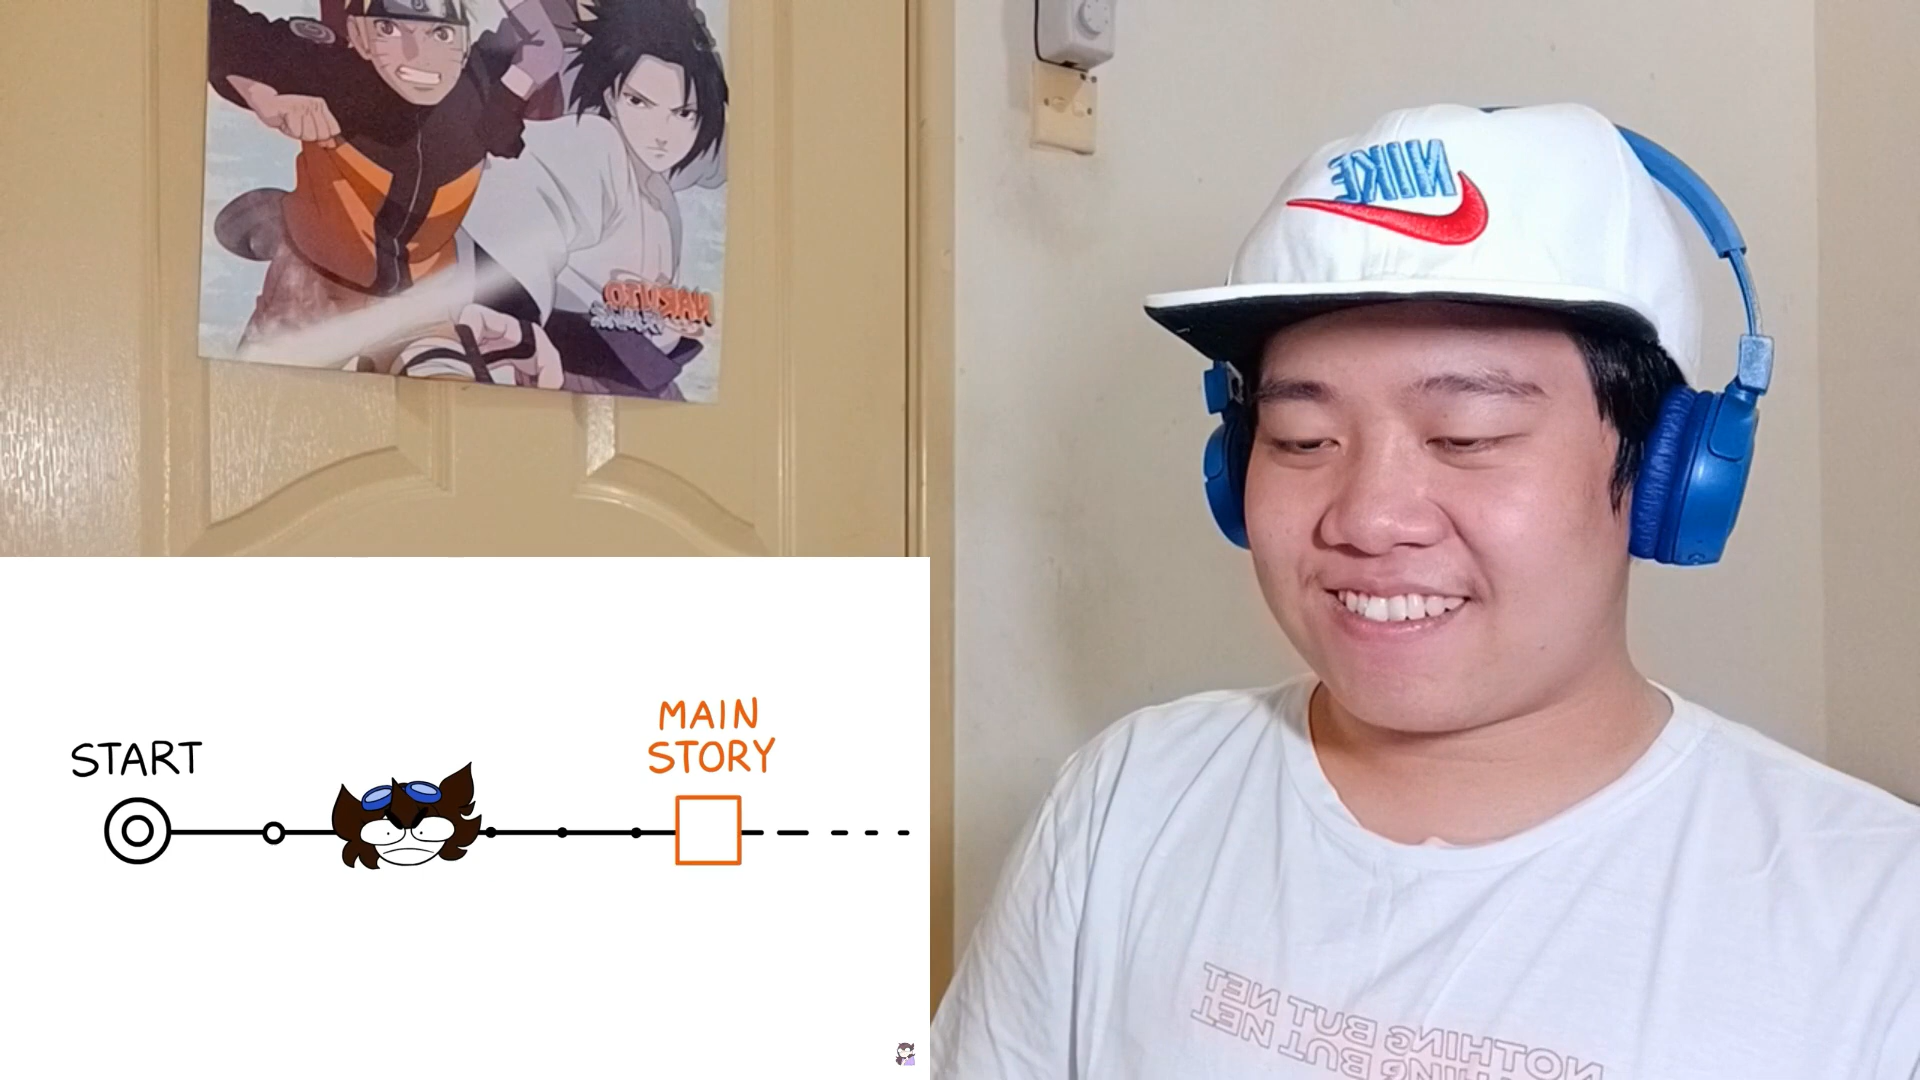 NARUTO
NIKE
START
MAIN
STORY
NOTHING BUT NET
NOTHING BUT NET